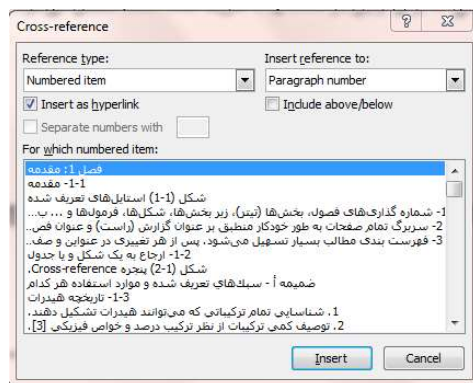 Cross-reference
Reference type:
Insert reference to:
Numbered item
Paragraph number
Insert as hyperlink
Include above/below
Separate numbers with
For which numbered item:
فصل 1: مقدمه
1-1- مقدمه
شکل (1-1) استایل‌های تعریف شده
1- شماره گذاری‌های فصول، بخش‌ها (تیتر)، زیر بخش‌ها، شکل‌ها، فرمول‌ها و ... ب...
2- سربرگ تمام صفحات به طور خودکار منطبق بر عنوان گزارش (راست) و عنوان فص...
3- فهرست بندی مطالب بسیار تسهیل می‌شود. پس از هر تغییری در عناوین و صف...
1-2- ارجاع به یک شکل و یا جدول
شکل (1-2) پنجره Cross-reference.
ضمیمه أ - سبك‌هاي تعریف شده و موارد استفاده هر کدام
1-3- تاریخچه هیدرات
1. شناسایی تمام ترکیباتی که می‌توانند هیدرات تشکیل دهند.
2. توصیف کمی ترکیبات از نظر ترکیب درصد و خواص فیزیکی [3].
Insert
Cancel